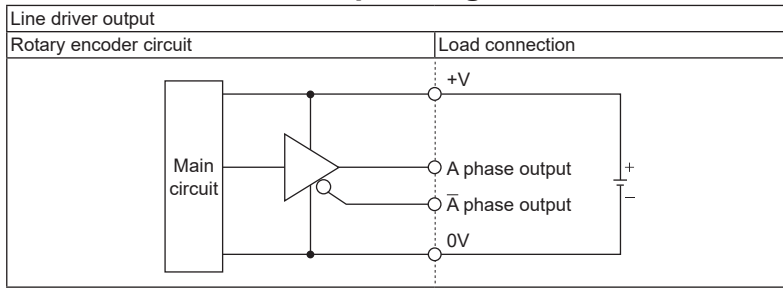 Line driver output
Rotary encoder circuit
Load connection
+V
Main
circuit
A phase output
+
A̅ phase output
−
0V